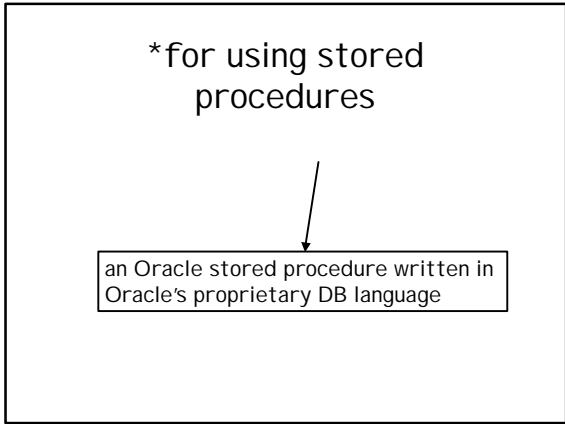 *for using stored
procedures
an Oracle stored procedure written in
Oracle's proprietary DB language